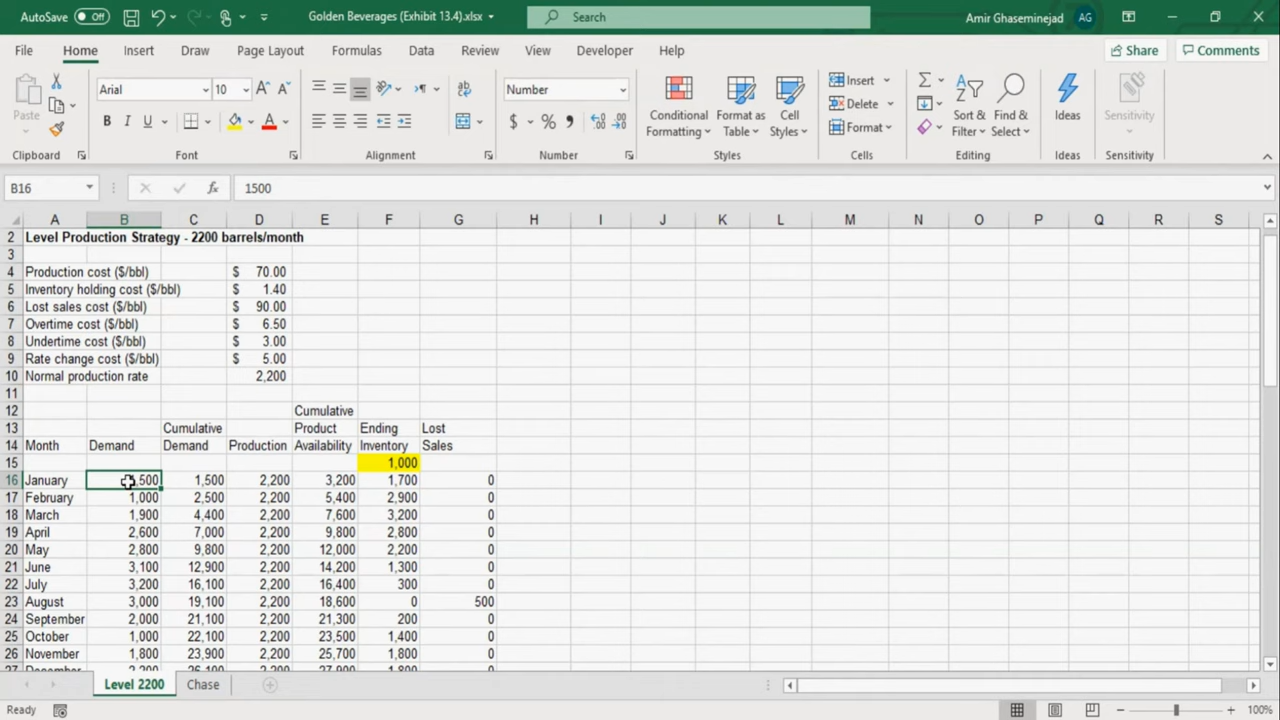 AutoSave Off Golden Beverages (Exhibit 13.4).xlsx Search Amir Ghaseminejad AG
File Home Insert Draw Page Layout Formulas Data Review View Developer Help Share Comments
Paste Arial 10 B I U A Number $ % Conditional Formatting Format as Table Cell Styles Insert Delete Format Sort & Filter Find & Select Ideas Sensitivity
Clipboard Font Alignment Number Styles Cells Editing Ideas Sensitivity
B16 fx 1500
A B C D E F G H I J K L M N O P Q R S
2 Level Production Strategy - 2200 barrels/month
3
4 Production cost ($/bbl) $ 70.00
5 Inventory holding cost ($/bbl) $ 1.40
6 Lost sales cost ($/bbl) $ 90.00
7 Overtime cost ($/bbl) $ 6.50
8 Undertime cost ($/bbl) $ 3.00
9 Rate change cost ($/bbl) $ 5.00
10 Normal production rate 2,200
11
12 Cumulative
13 Cumulative Product Ending Lost
14 Month Demand Demand Production Availability Inventory Sales
15 1,000
16 January 1,500 2,200 3,200 1,700 0
17 February 1,000 2,500 2,200 5,400 2,900 0
18 March 1,900 4,400 2,200 7,600 3,200 0
19 April 2,600 7,000 2,200 9,800 2,800 0
20 May 2,800 9,800 2,200 12,000 2,200 0
21 June 3,100 12,900 2,200 14,200 1,300 0
22 July 3,200 16,100 2,200 16,400 300 0
23 August 3,000 19,100 2,200 18,600 0 500
24 September 2,000 21,100 2,200 21,300 200 0
25 October 1,000 22,100 2,200 23,500 1,400 0
26 November 1,800 23,900 2,200 25,700 1,800 0
27 December 2,200 26,100 2,200 27,900 1,800 0
Level 2200 Chase
Ready 100%